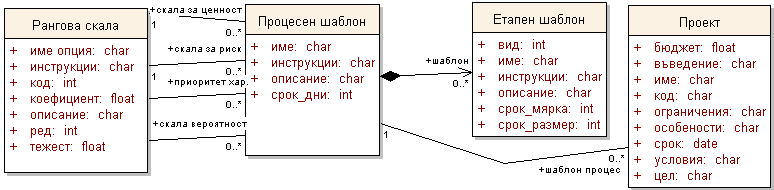 Рангова скала
+ име опция: char
+ инструкции: char
+ код: int
+ коефициент: float
+ описание: char
+ ред: int
+ тежест: float
+скала за ценност
1
0..*
+скала за риск
1
0..*
+приоритет хар
0..*
+скала вероятност
0..*
Процесен шаблон
+ име: char
+ инструкции: char
+ описание: char
+ срок_дни: int
+шаблон
0..*
Етапен шаблон
+ вид: int
+ име: char
+ инструкции: char
+ описание: char
+ срок_мярка: int
+ срок_размер: int
1
+шаблон процес
0..*
Проект
+ бюджет: float
+ въведение: char
+ име: char
+ код: char
+ ограничения: char
+ особености: char
+ срок: date
+ условия: char
+ цел: char